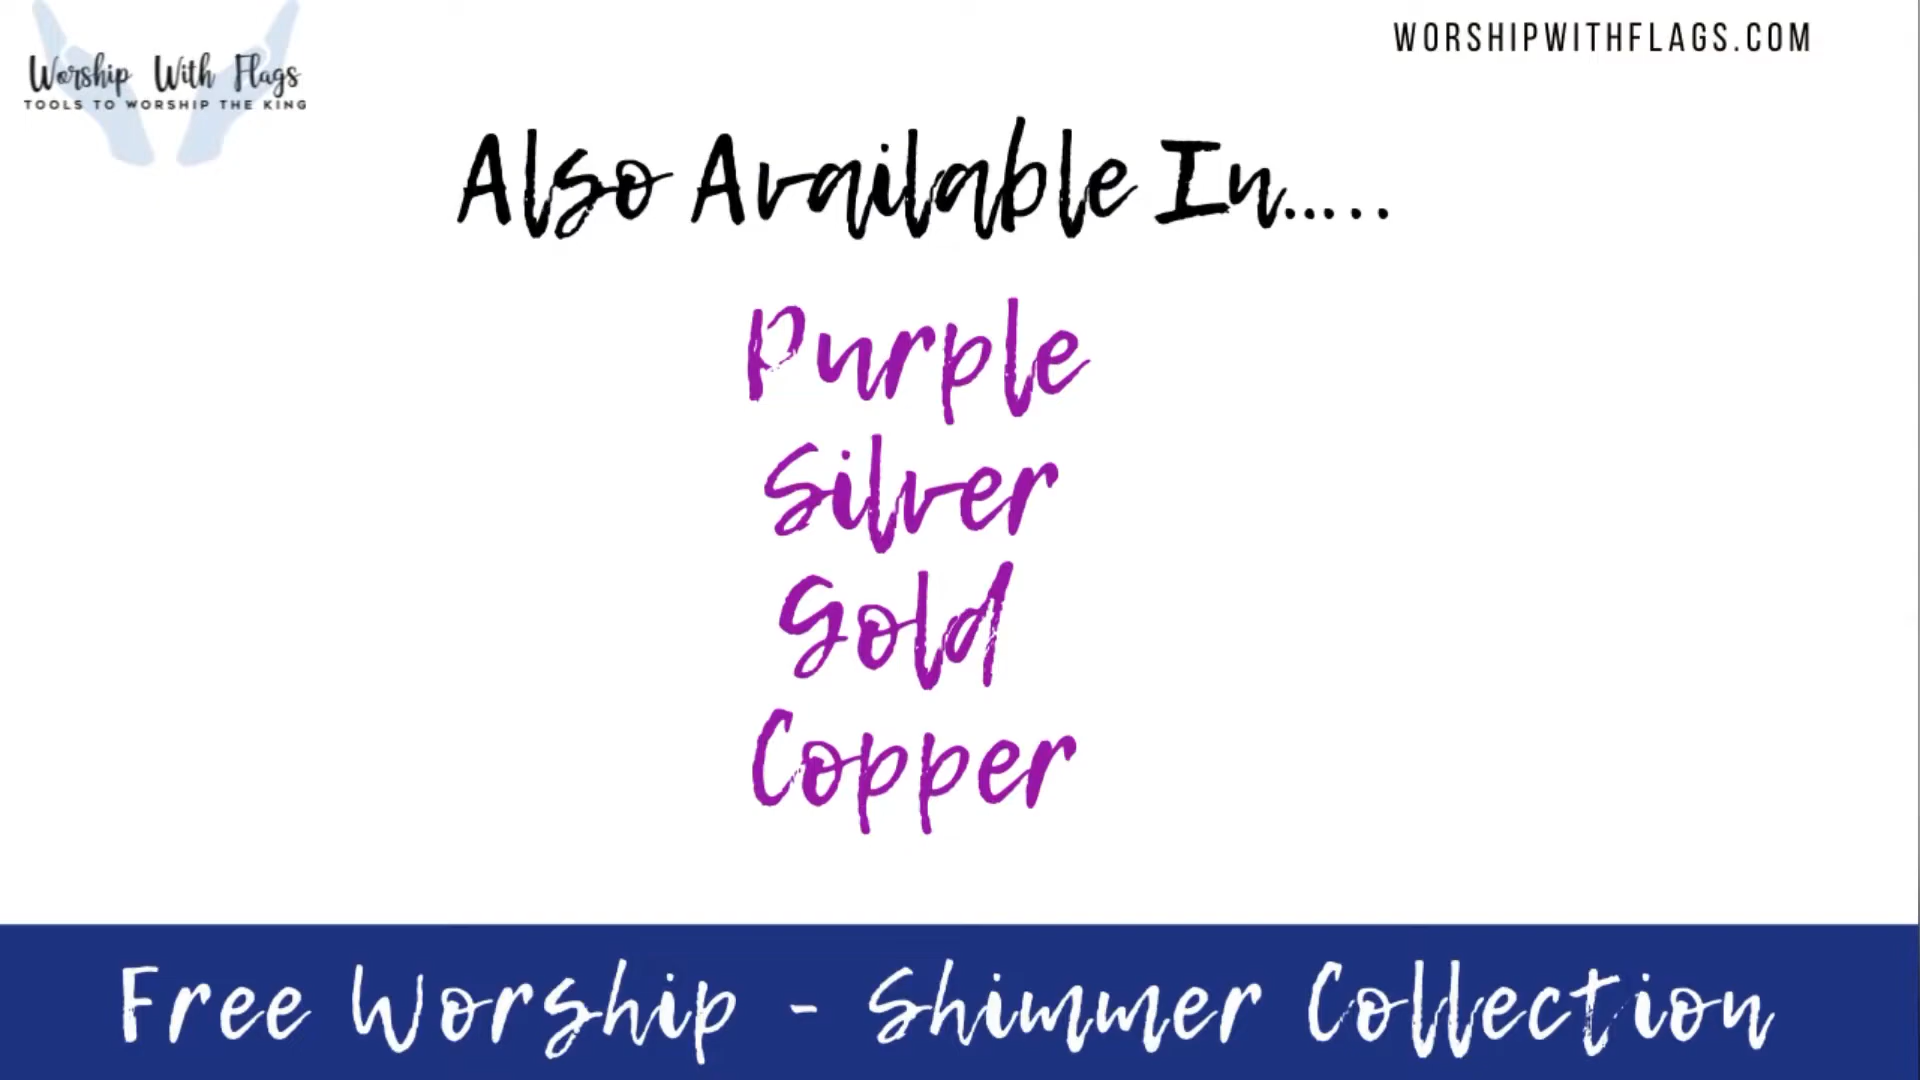 Worship With Flags
TOOLS TO WORSHIP THE KING
WORSHIPWITHFLAGS.COM
Also Available In.....
Purple
Silver
Gold
Copper
Free Worship - Shimmer Collection